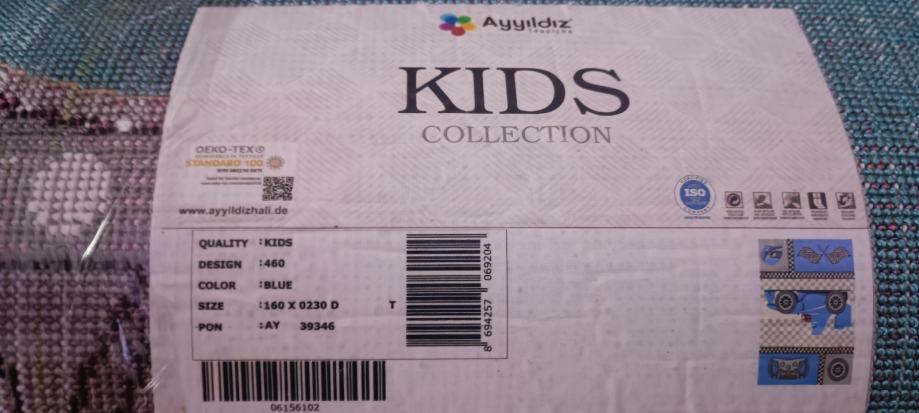 Ayyıldız
teppiche
KIDS
COLLECTION
OEKO-TEX®
STANDARD 100
www.ayyildizhali.de
ISO
QUALITY :KIDS
DESIGN :460
COLOR :BLUE
SIZE :160 X 0230 D T
PON :AY 39346
8 694257 069204
06156102